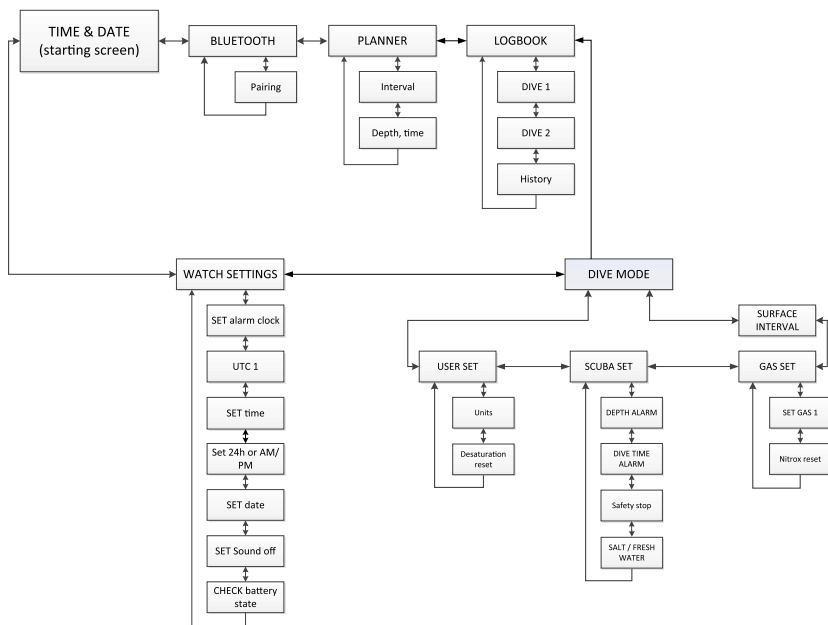 TIME & DATE
(starting screen)
BLUETOOTH
PLANNER
LOGBOOK
Pairing
Interval
Depth, time
DIVE 1
DIVE 2
History
WATCH SETTINGS
DIVE MODE
SET alarm clock
UTC 1
SET time
Set 24h or AM/
PM
SET date
SET Sound off
CHECK battery
state
SURFACE
INTERVAL
USER SET
SCUBA SET
GAS SET
Units
Desaturation
reset
DEPTH ALARM
DIVE TIME
ALARM
Safety stop
SALT / FRESH
WATER
SET GAS 1
Nitrox reset